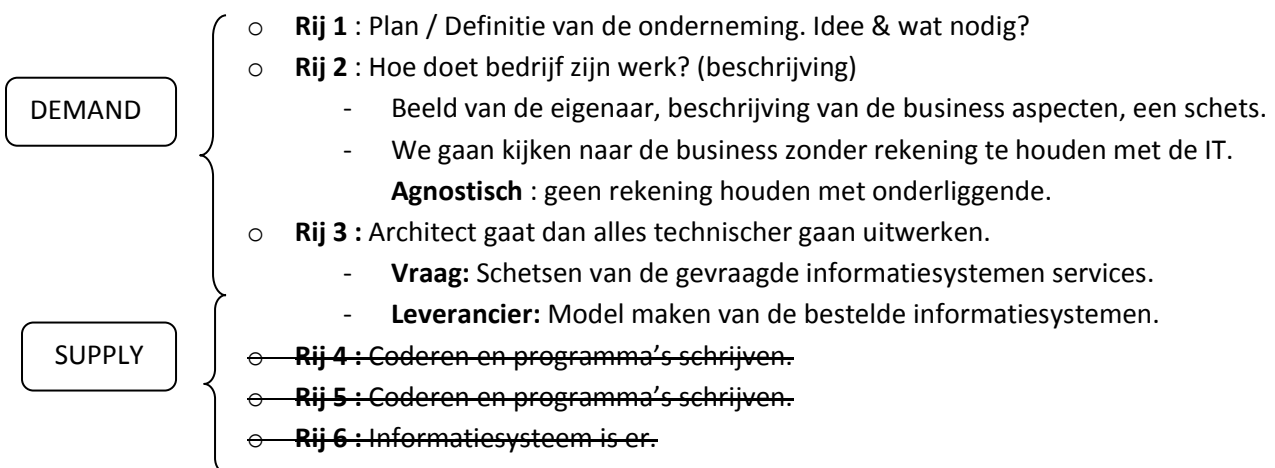 o Rij 1 : Plan / Definitie van de onderneming. Idee & wat nodig?
o Rij 2 : Hoe doet bedrijf zijn werk? (beschrijving)
DEMAND
- Beeld van de eigenaar, beschrijving van de business aspecten, een schets.
- We gaan kijken naar de business zonder rekening te houden met de IT.
Agnostisch : geen rekening houden met onderliggende.
o Rij 3 : Architect gaat dan alles technischer gaan uitwerken.
- Vraag: Schetsen van de gevraagde informatiesystemen services.
- Leverancier: Model maken van de bestelde informatiesystemen.
SUPPLY
o Rij 4 : Coderen en programma’s schrijven.
o Rij 5 : Coderen en programma’s schrijven.
o Rij 6 : Informatiesysteem is er.